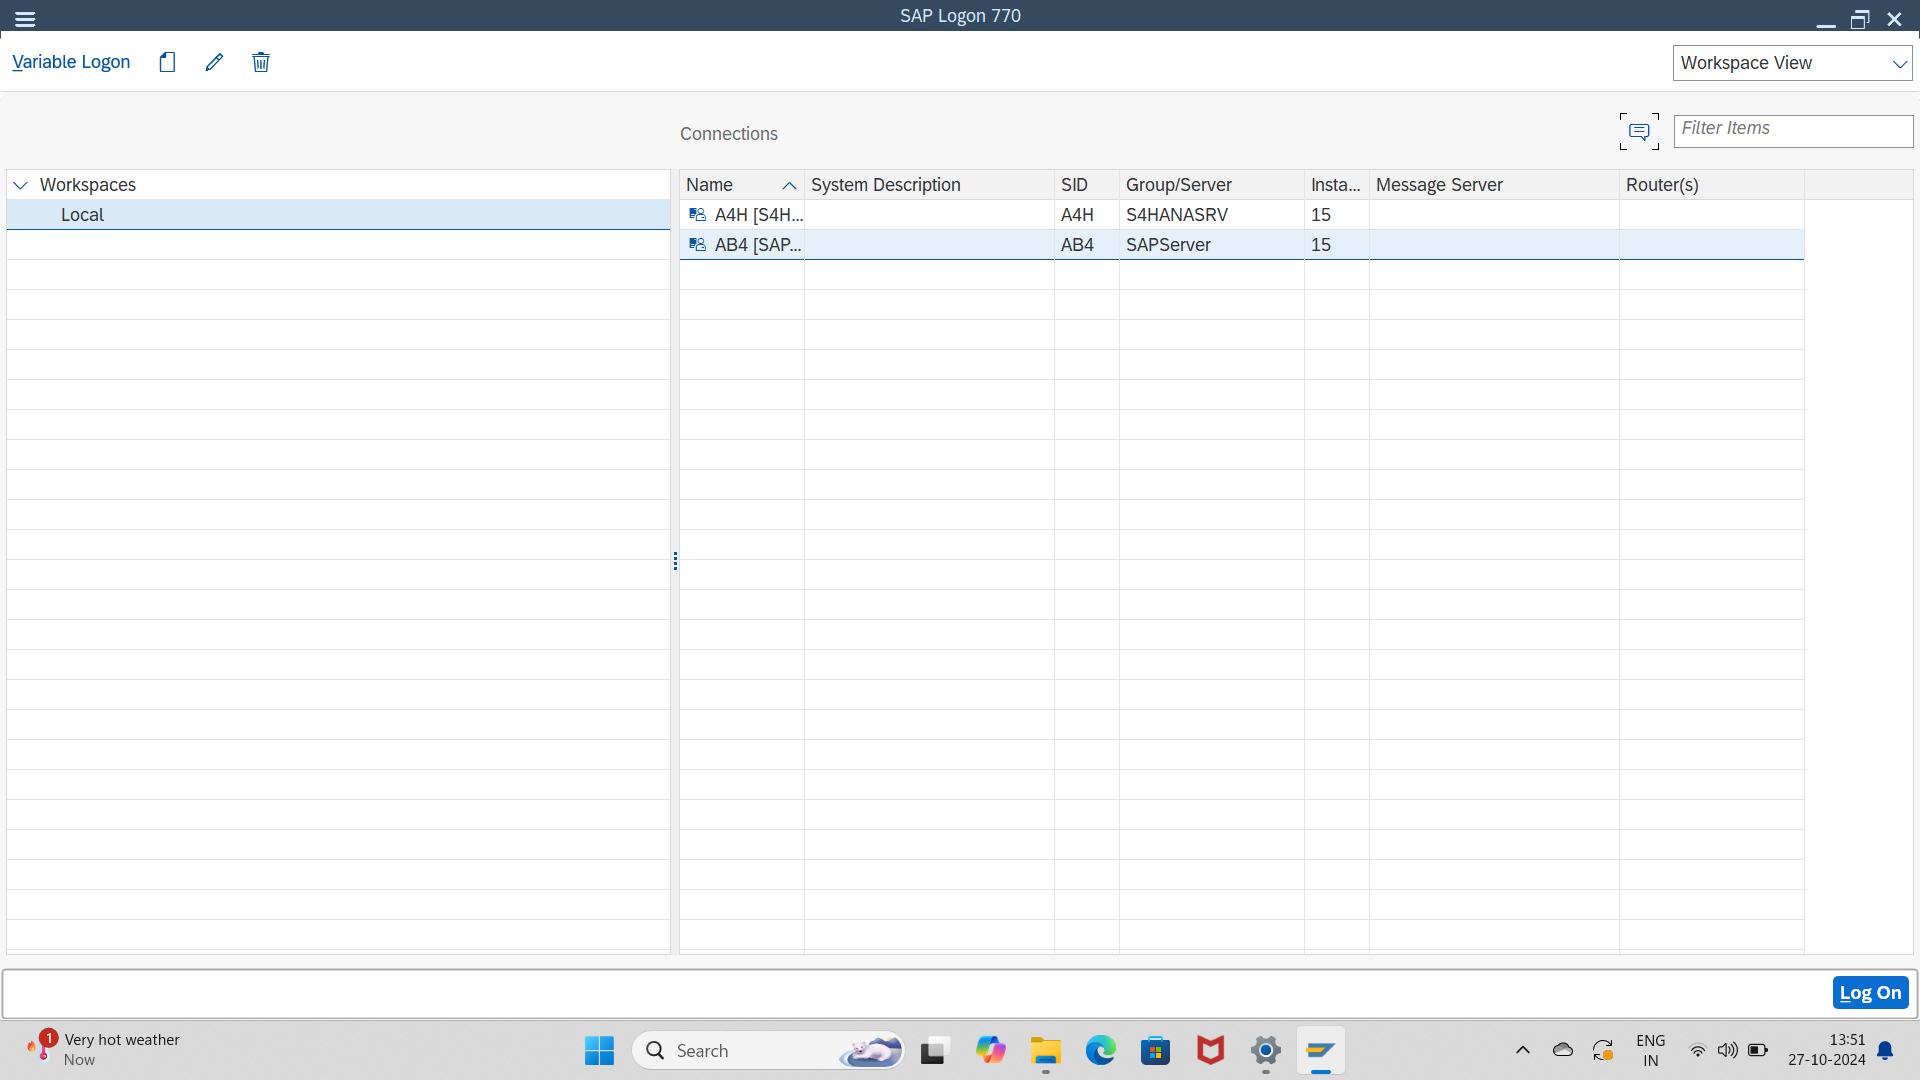 SAP Logon 770
Variable Logon
Workspace View
Connections
Filter Items
Workspaces
Local
Name System Description SID Group/Server Insta... Message Server Router(s)
A4H [S4H... A4H S4HANASRV 15
AB4 [SAP... AB4 SAPServer 15
Log On
1
Very hot weather
Now
Search
ENG
IN
13:51
27-10-2024